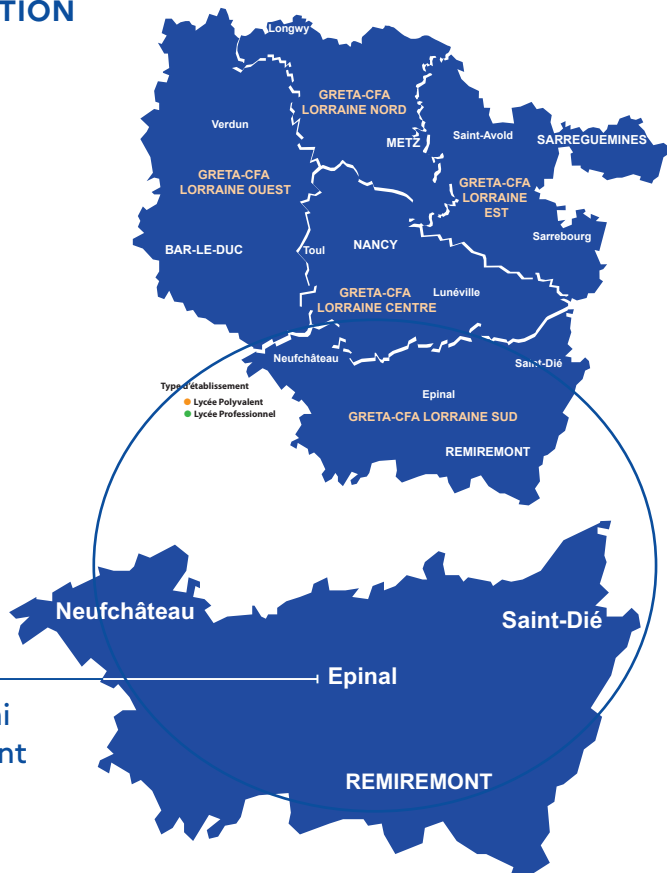 TION
Longwy
GRETA-CFA
LORRAINE NORD
Verdun
METZ
Saint-Avold
SARREGUEMINES
GRETA-CFA
LORRAINE OUEST
GRETA-CFA
LORRAINE
EST
Sarrebourg
BAR-LE-DUC
Toul
NANCY
GRETA-CFA
LORRAINE CENTRE
Lunéville
Neufchâteau
Saint-Dié
Type d'établissement
Lycée Polyvalent
Lycée Professionnel
Epinal
GRETA-CFA LORRAINE SUD
REMIREMONT
Neufchâteau
Saint-Dié
Epinal
ni
nt
REMIREMONT